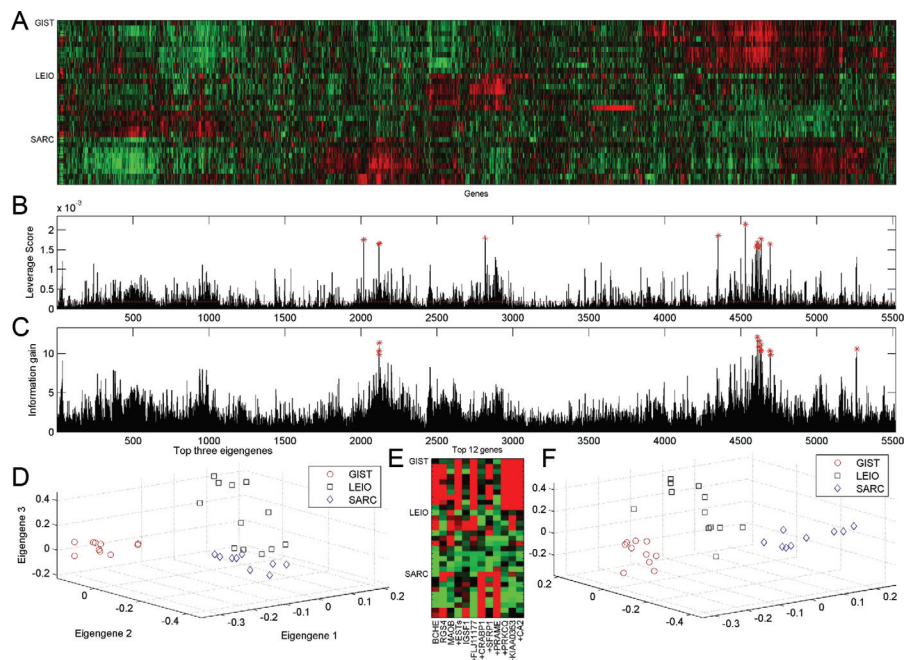 A
GIST
LEIO
SARC
Genes
B
x 10⁻³
Leverage Score
2
1.5
1
0.5
0
500 1000 1500 2000 2500 3000 3500 4000 4500 5000 5500
C
Information gain
10
5
0
500 1000 1500 2000 2500 3000 3500 4000 4500 5000 5500
Top three eigengenes
D
GIST
LEIO
SARC
Eigengene 3
0.4
0.2
0
-0.2
0
-0.2
-0.4
Eigengene 2
-0.3
-0.2
-0.1
0
0.1
0.2
Eigengene 1
E
Top 12 genes
GIST
LEIO
SARC
BCHE
RGS4
MAOB
+ESTs
IGSF1
+FLJ11177
+CRABP1
+SFRP1
+PRAME
+PRKCQ
+KIAA0353
+CA2
F
GIST
LEIO
SARC
0.4
0.2
0
-0.2
0.2
0
-0.2
-0.4
-0.3
-0.2
-0.1
0
0.1
0.2